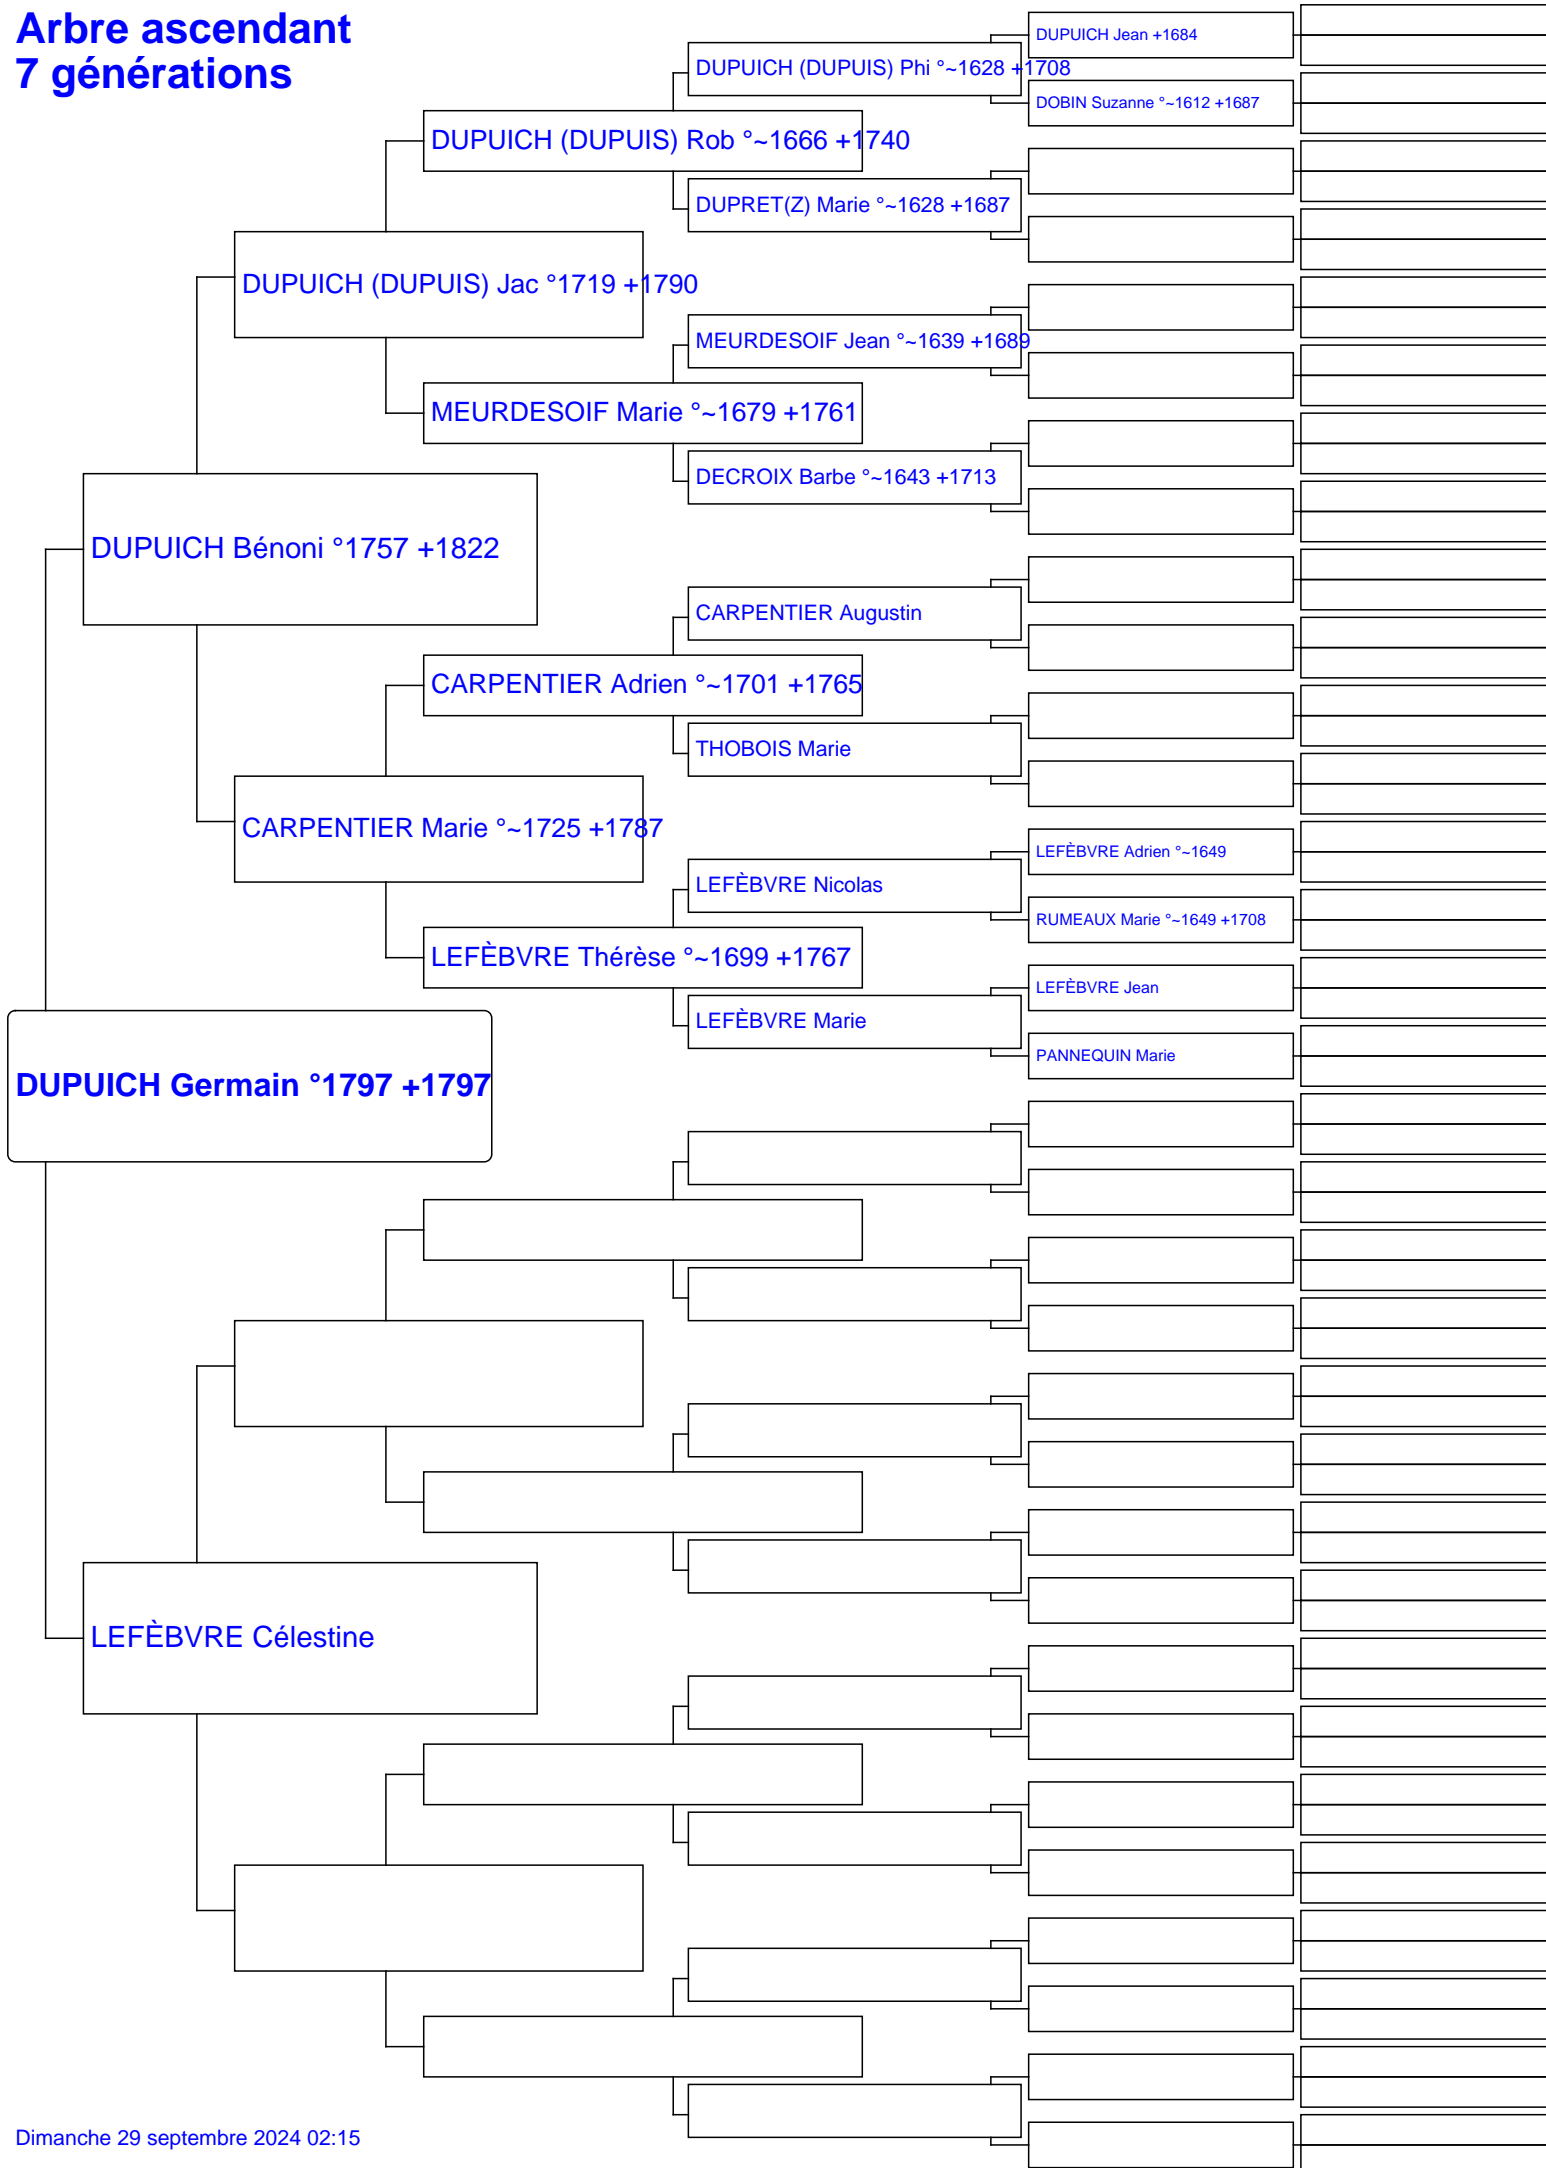 Arbre ascendant
7 générations
DUPUICH Jean +1684
DUPUICH (DUPUIS) Phi °~1628 +1708
DOBIN Suzanne °~1612 +1687
DUPUICH (DUPUIS) Rob °~1666 +1740
DUPRET(Z) Marie °~1628 +1687
DUPUICH (DUPUIS) Jac °1719 +1790
MEURDESOIF Jean °~1639 +1689
MEURDESOIF Marie °~1679 +1761
DECROIX Barbe °~1643 +1713
DUPUICH Bénoni °1757 +1822
CARPENTIER Augustin
CARPENTIER Adrien °~1701 +1765
THOBOIS Marie
CARPENTIER Marie °~1725 +1787
LEFÈBVRE Adrien °~1649
LEFÈBVRE Nicolas
RUMEAUX Marie °~1649 +1708
LEFÈBVRE Thérèse °~1699 +1767
LEFÈBVRE Jean
LEFÈBVRE Marie
PANNEQUIN Marie
DUPUICH Germain °1797 +1797
LEFÈBVRE Célestine
Dimanche 29 septembre 2024 02:15